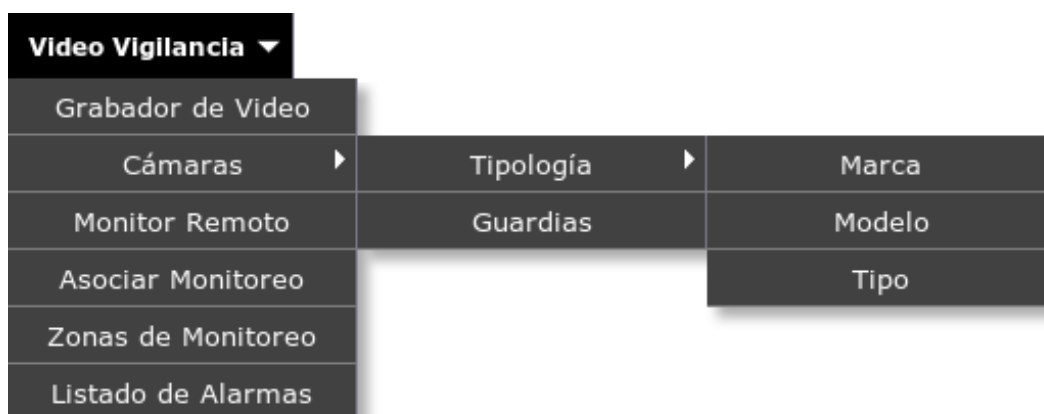 Video Vigilancia
Grabador de Video
Cámaras Tipología Marca
Monitor Remoto Guardias Modelo
Asociar Monitoreo Tipo
Zonas de Monitoreo
Listado de Alarmas